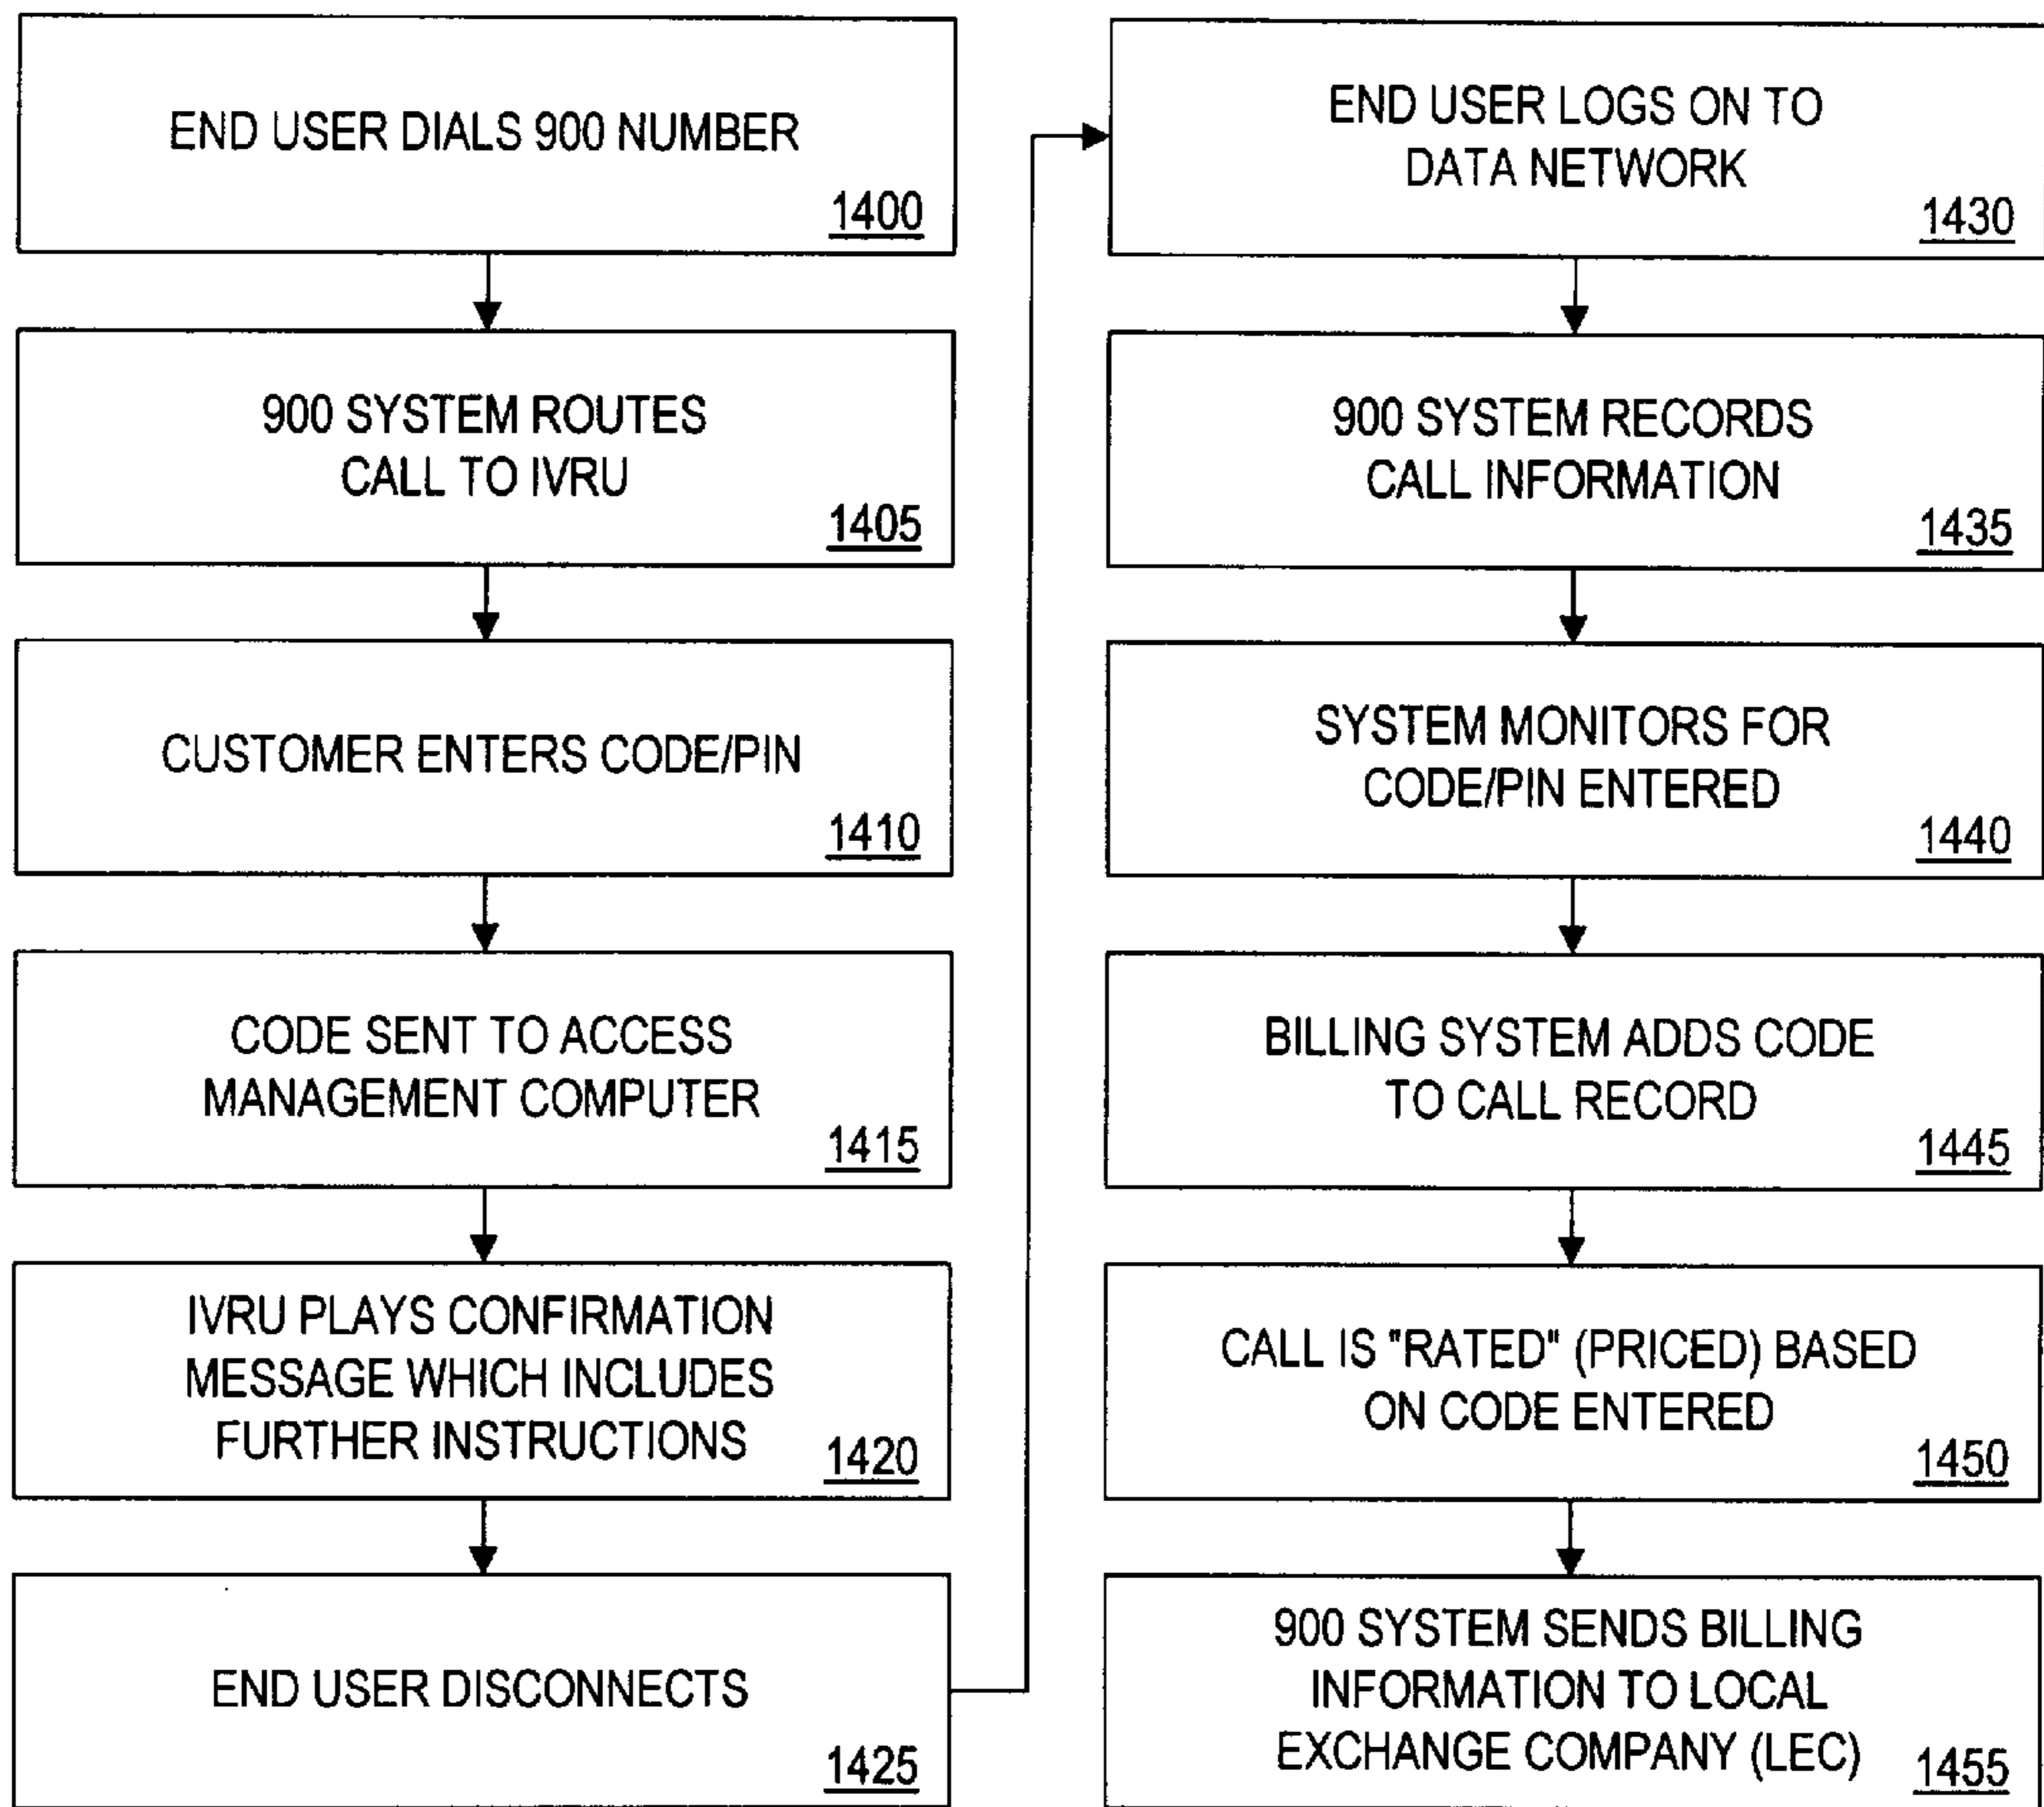 END USER DIALS 900 NUMBER
1400
900 SYSTEM ROUTES
CALL TO IVRU
1405
CUSTOMER ENTERS CODE/PIN
1410
CODE SENT TO ACCESS
MANAGEMENT COMPUTER
1415
IVRU PLAYS CONFIRMATION
MESSAGE WHICH INCLUDES
FURTHER INSTRUCTIONS
1420
END USER DISCONNECTS
1425
END USER LOGS ON TO
DATA NETWORK
1430
900 SYSTEM RECORDS
CALL INFORMATION
1435
SYSTEM MONITORS FOR
CODE/PIN ENTERED
1440
BILLING SYSTEM ADDS CODE
TO CALL RECORD
1445
CALL IS "RATED" (PRICED) BASED
ON CODE ENTERED
1450
900 SYSTEM SENDS BILLING
INFORMATION TO LOCAL
EXCHANGE COMPANY (LEC)
1455